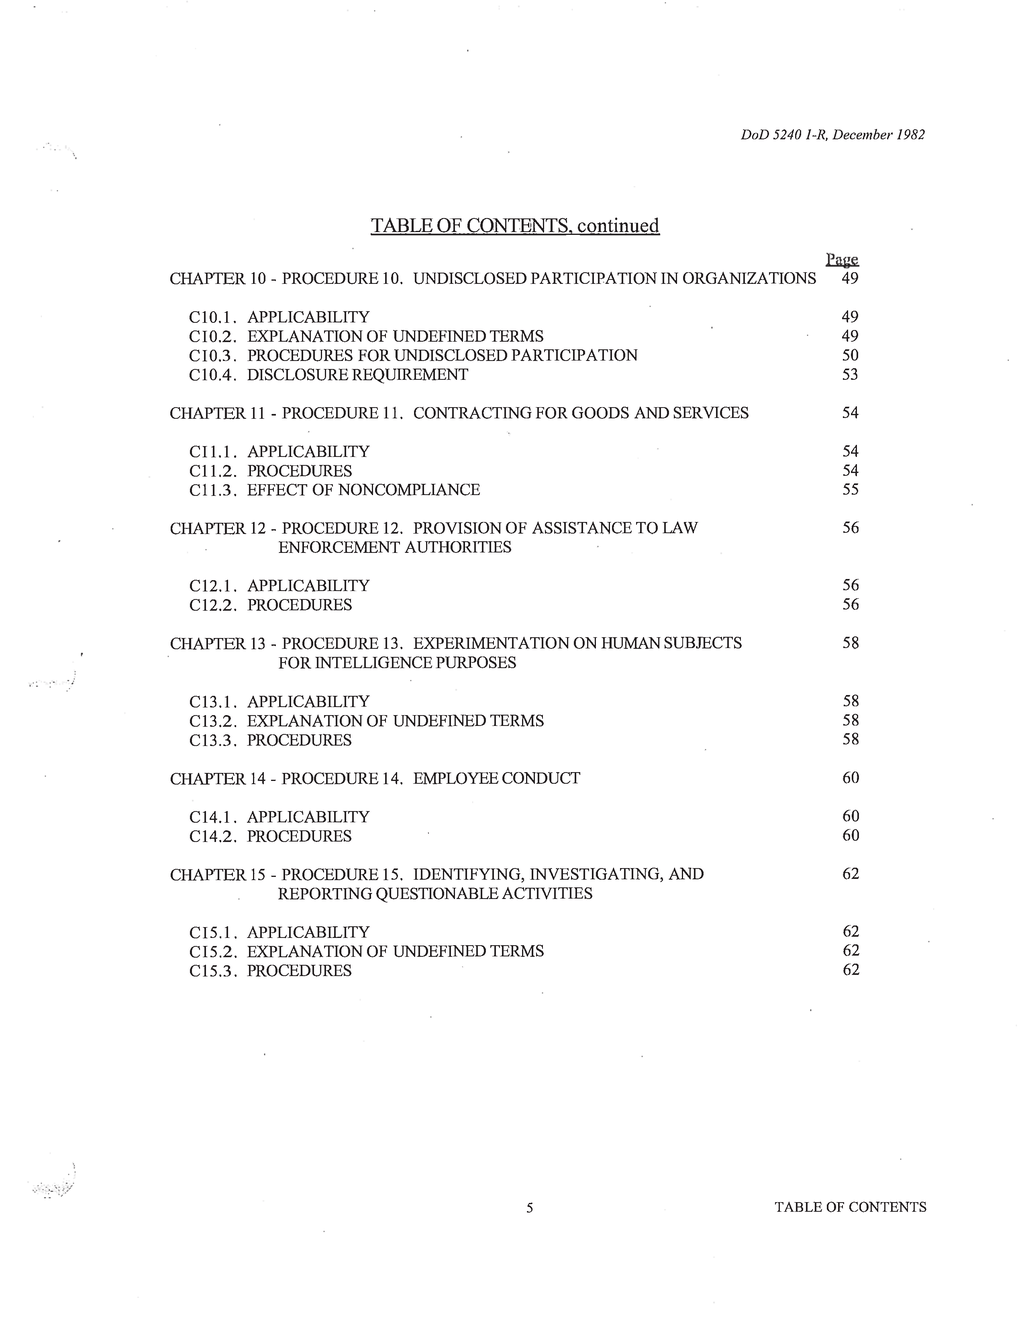 DoD 5240 1-R, December 1982
TABLE OF CONTENTS, continued
Page
CHAPTER 10 - PROCEDURE 10. UNDISCLOSED PARTICIPATION IN ORGANIZATIONS 49
C10.1. APPLICABILITY 49
C10.2. EXPLANATION OF UNDEFINED TERMS 49
C10.3. PROCEDURES FOR UNDISCLOSED PARTICIPATION 50
C10.4. DISCLOSURE REQUIREMENT 53
CHAPTER 11 - PROCEDURE 11. CONTRACTING FOR GOODS AND SERVICES 54
C11.1. APPLICABILITY 54
C11.2. PROCEDURES 54
C11.3. EFFECT OF NONCOMPLIANCE 55
CHAPTER 12 - PROCEDURE 12. PROVISION OF ASSISTANCE TO LAW 56
ENFORCEMENT AUTHORITIES
C12.1. APPLICABILITY 56
C12.2. PROCEDURES 56
CHAPTER 13 - PROCEDURE 13. EXPERIMENTATION ON HUMAN SUBJECTS 58
FOR INTELLIGENCE PURPOSES
C13.1. APPLICABILITY 58
C13.2. EXPLANATION OF UNDEFINED TERMS 58
C13.3. PROCEDURES 58
CHAPTER 14 - PROCEDURE 14. EMPLOYEE CONDUCT 60
C14.1. APPLICABILITY 60
C14.2. PROCEDURES 60
CHAPTER 15 - PROCEDURE 15. IDENTIFYING, INVESTIGATING, AND 62
REPORTING QUESTIONABLE ACTIVITIES
C15.1. APPLICABILITY 62
C15.2. EXPLANATION OF UNDEFINED TERMS 62
C15.3. PROCEDURES 62
5 TABLE OF CONTENTS